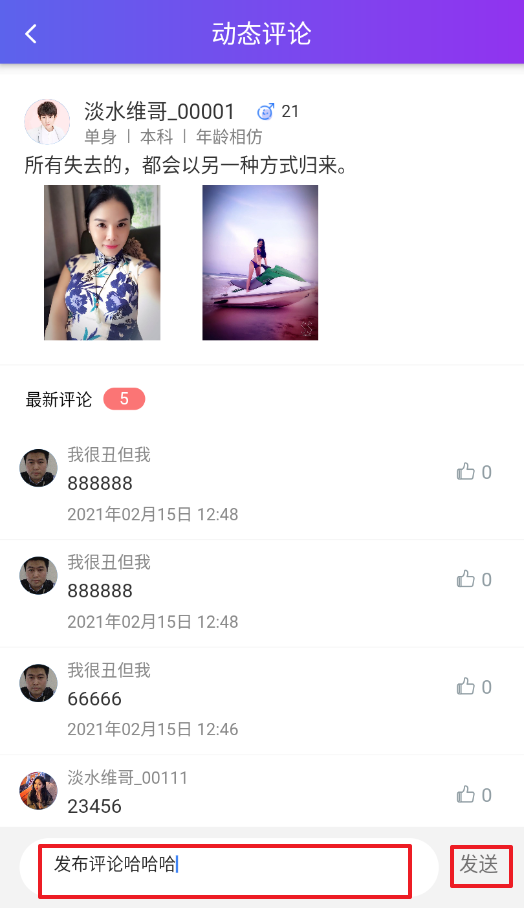 动态评论
淡水维哥_00001 21
单身 | 本科 | 年龄相仿
所有失去的，都会以另一种方式归来。
最新评论 5
我很丑但我
888888 0
2021年02月15日 12:48
我很丑但我
888888 0
2021年02月15日 12:48
我很丑但我
66666 0
2021年02月15日 12:46
淡水维哥_00111
23456 0
发布评论哈哈哈 发送